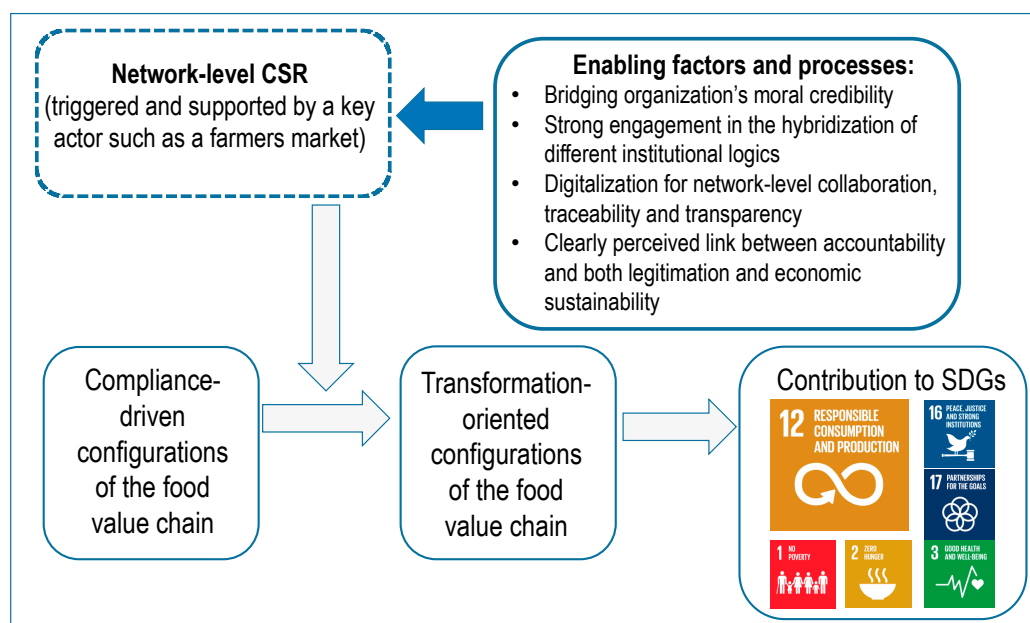 Network-level CSR
(triggered and supported by a key
actor such as a farmers market)
Enabling factors and processes:
• Bridging organization's moral credibility
• Strong engagement in the hybridization of
different institutional logics
• Digitalization for network-level collaboration,
traceability and transparency
• Clearly perceived link between accountability
and both legitimation and economic
sustainability
Compliance-
driven
configurations
of the food
value chain
Transformation-
oriented
configurations
of the food
value chain
Contribution to SDGs
12 RESPONSIBLE
CONSUMPTION
AND PRODUCTION
16 PEACE, JUSTICE
AND STRONG
INSTITUTIONS
17 PARTNERSHIPS
FOR THE GOALS
1 NO
POVERTY
2 ZERO
HUNGER
3 GOOD HEALTH
AND WELL-BEING